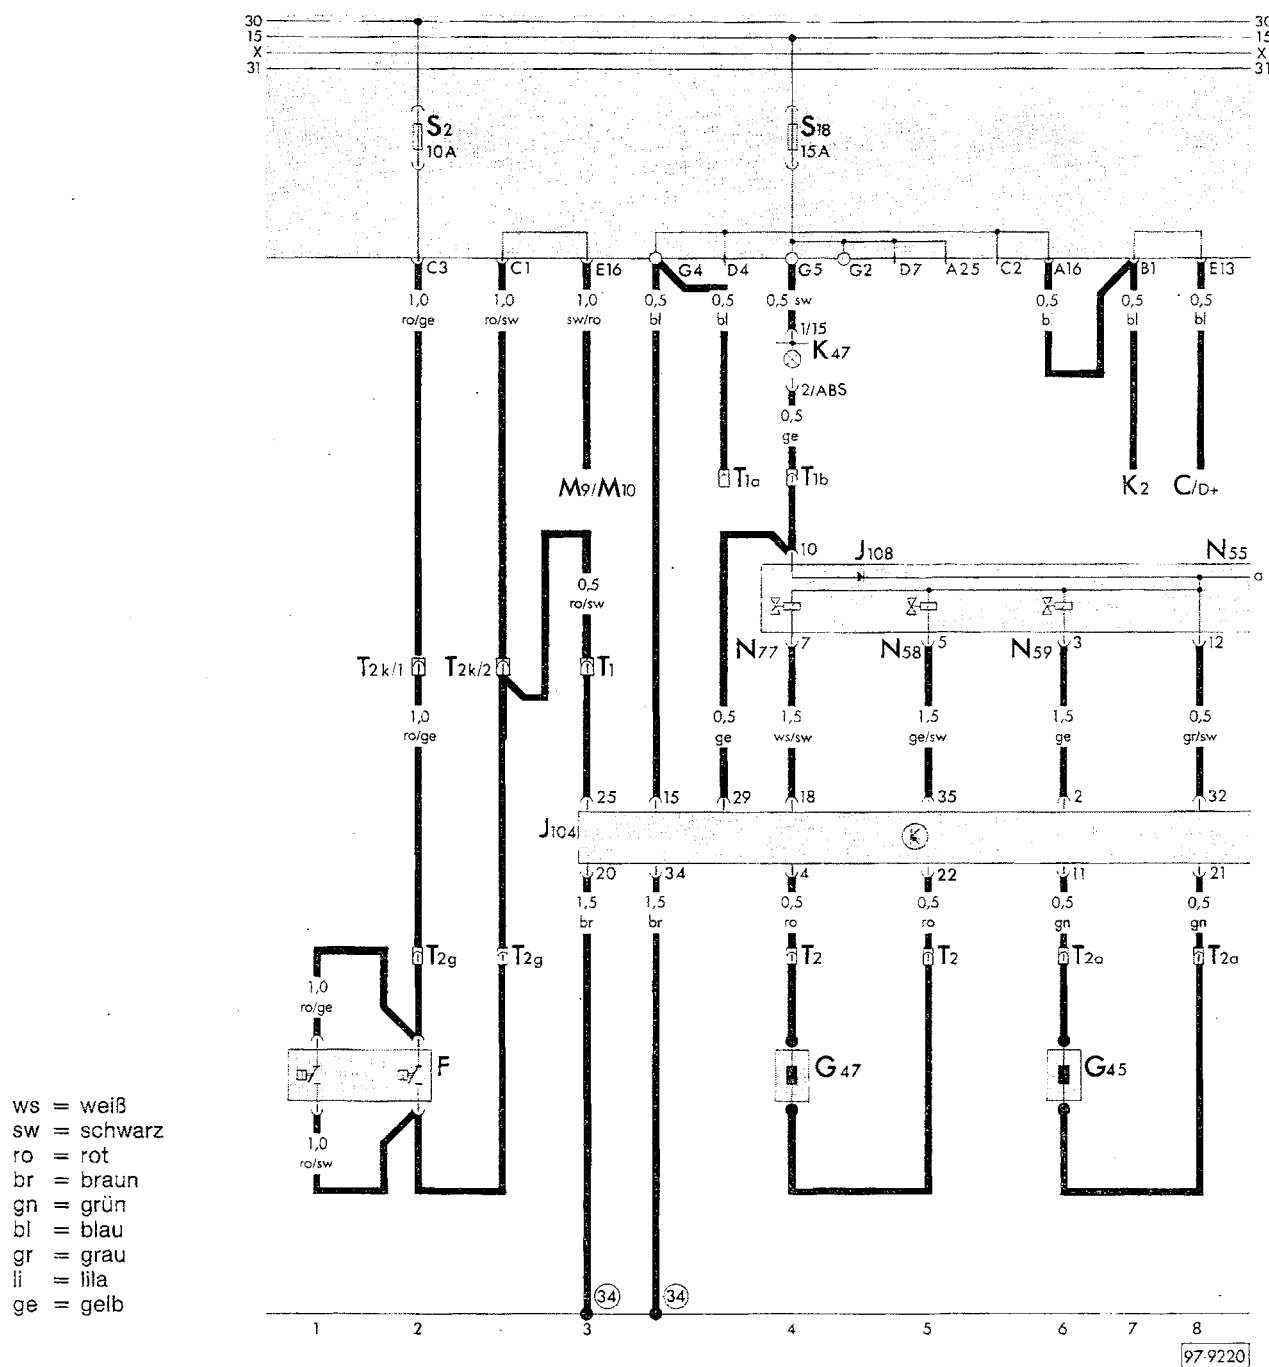 30 30
15 15
X X
31 31
S2 S18
10A 15A
C3 C1 E16 G4 D4 G5 G2 D7 A25 C2 A16 B1 E13
1,0 1,0 1,0 0,5 0,5 0,5 sw 0,5 0,5 0,5
ro/ge ro/sw sw/ro bl bl bl bl
1/15
K47
2/ABS
0,5
ge
T1a T1b
M9/M10 K2 C/D+
10 J108 N55
a
0,5
ro/sw
N77 7 N58 5 N59 3 12
T2k/1 T2k/2 T1
1,0 0,5 1,5 1,5 1,5 0,5
ro/ge ge ws/sw ge/sw ge gr/sw
25 15 29 18 35 2 32
J104 K
20 34 4 22 11 21
1,5 1,5 0,5 0,5 0,5 0,5
br br ro ro gn gn
T2g T2g T2 T2 T2a T2a
1,0
ro/ge
F G47 G45
1,0
ro/sw
ws = weiß
sw = schwarz
ro = rot
br = braun
gn = grün
bl = blau
gr = grau
li = lila
ge = gelb
34 34
1 2 3 4 5 6 7 8
97-9220